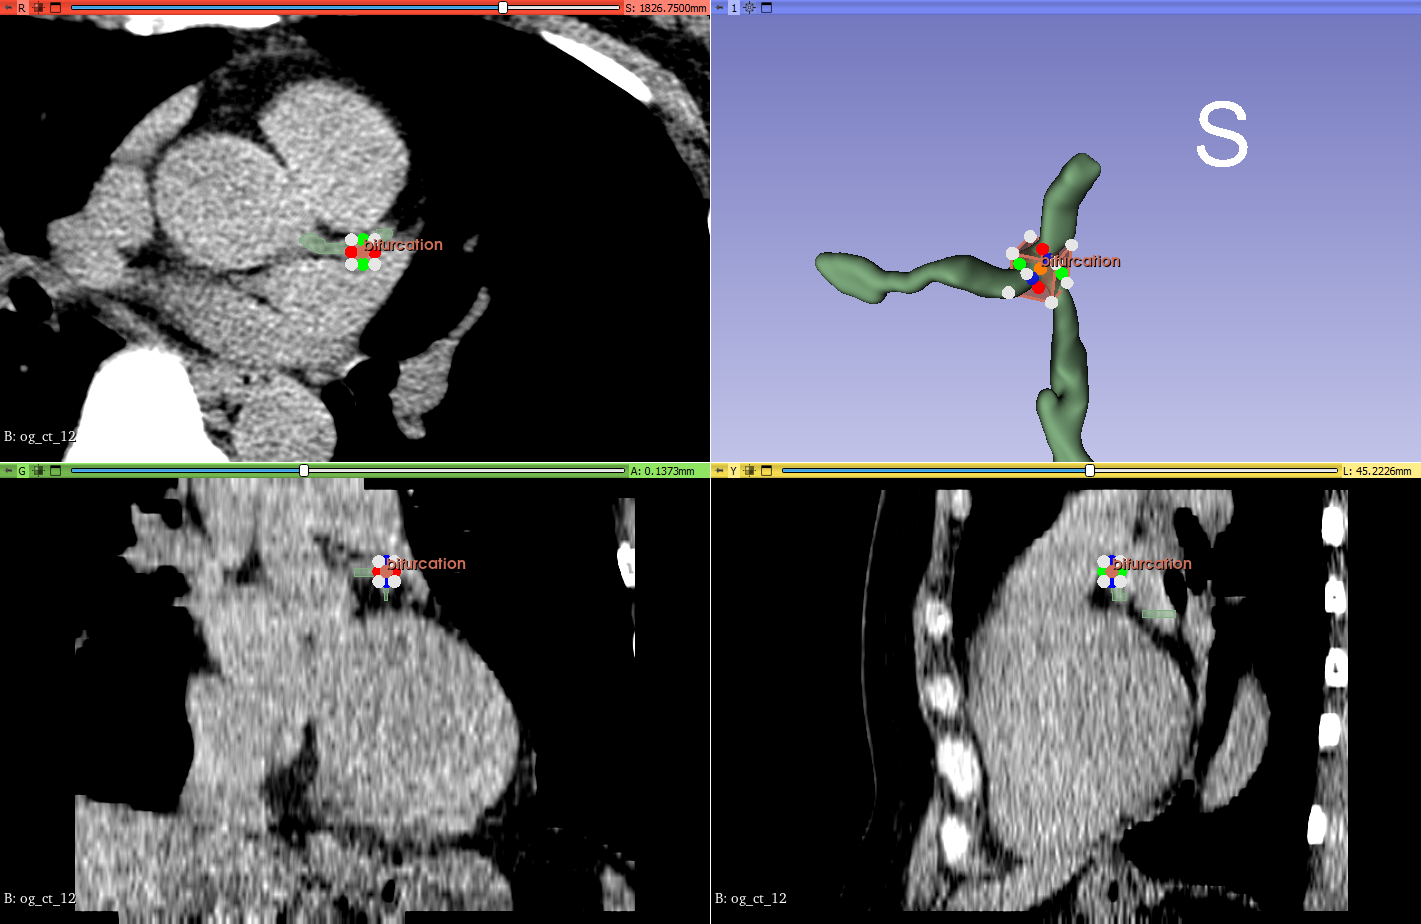 R
S: 1826.7500mm
bifurcation
B: og_ct_12
1
S
bifurcation
G
A: 0.1373mm
bifurcation
B: og_ct_12
Y
L: 45.2226mm
bifurcation
B: og_ct_12